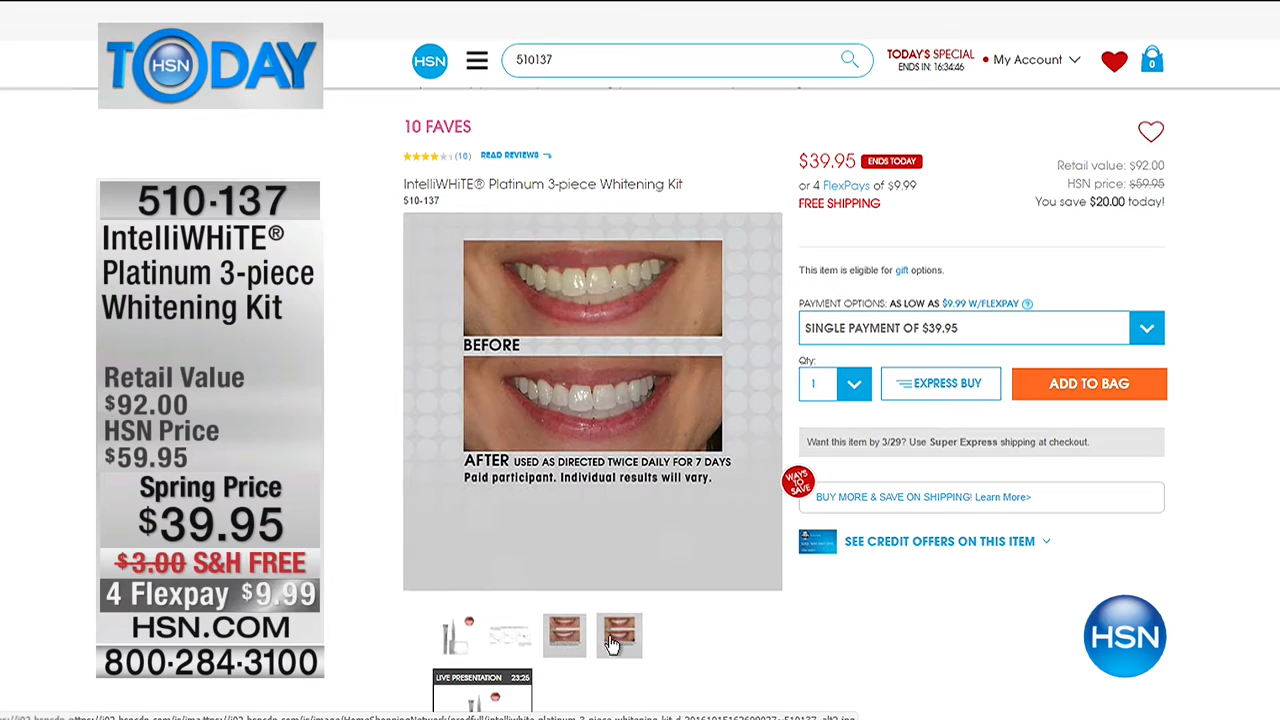 TODAY
HSN
HSN
510137
TODAY'S SPECIAL
ENDS IN: 16:34:46
My Account
0
510-137
IntelliWHiTE®
Platinum 3-piece
Whitening Kit
Retail Value
$92.00
HSN Price
$59.95
Spring Price
$39.95
$3.00 S&H FREE
4 Flexpay $9.99
HSN.COM
800-284-3100
10 FAVES
(16) READ REVIEWS
IntelliWHiTE® Platinum 3-piece Whitening Kit
510-137
BEFORE
AFTER USED AS DIRECTED TWICE DAILY FOR 7 DAYS
Paid participant. Individual results will vary.
LIVE PRESENTATION 23:25
$39.95 ENDS TODAY
or 4 FlexPays of $9.99
FREE SHIPPING
Retail value: $92.00
HSN price: $59.95
You save $20.00 today!
This item is eligible for gift options.
PAYMENT OPTIONS: AS LOW AS $9.99 W/FLEXPAY ?
SINGLE PAYMENT OF $39.95
Qty:
1
EXPRESS BUY
ADD TO BAG
Want this item by 3/29? Use Super Express shipping at checkout.
WAYS TO SAVE
BUY MORE & SAVE ON SHIPPING! Learn More>
SEE CREDIT OFFERS ON THIS ITEM
HSN